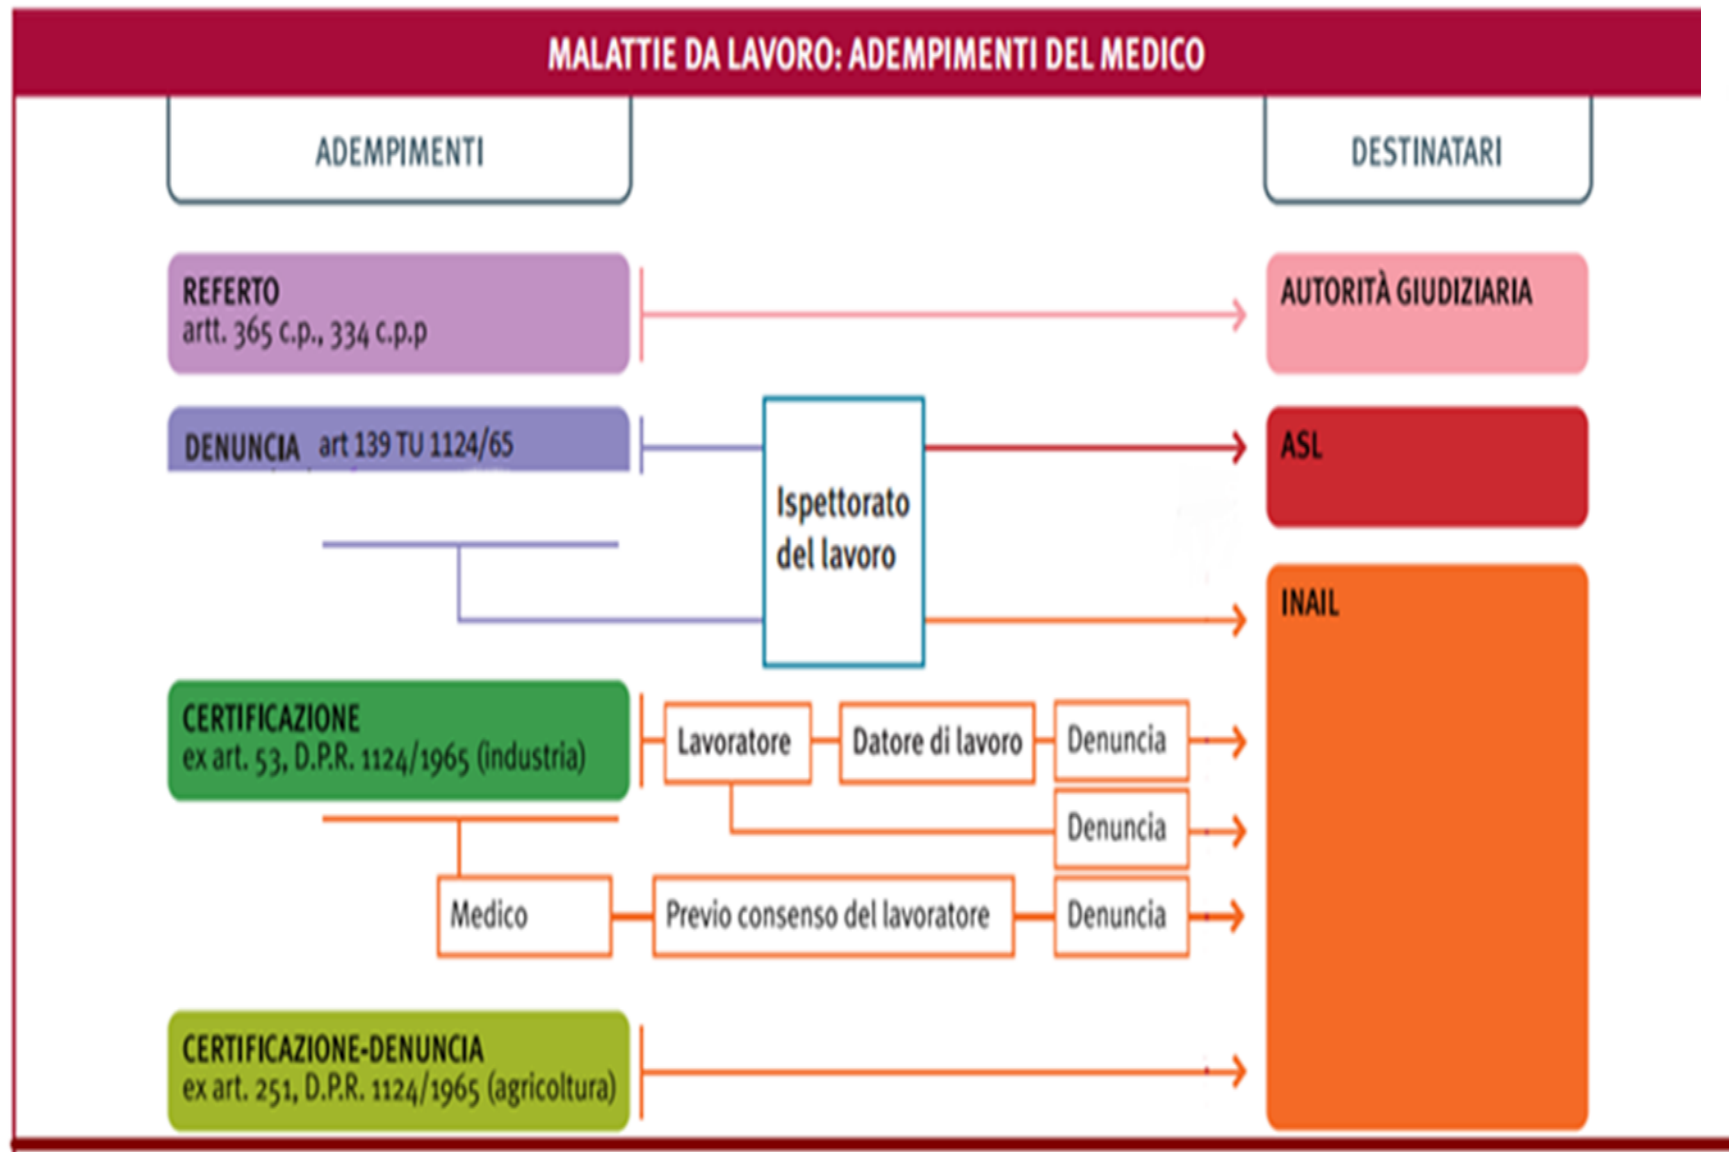 MALATTIE DA LAVORO: ADEMPIMENTI DEL MEDICO
ADEMPIMENTI
DESTINATARI
REFERTO
artt. 365 c.p., 334 c.p.p
AUTORITÀ GIUDIZIARIA
DENUNCIA art 139 TU 1124/65
ASL
Ispettorato
del lavoro
INAIL
CERTIFICAZIONE
ex art. 53, D.P.R. 1124/1965 (industria)
Lavoratore
Datore di lavoro
Denuncia
Denuncia
Medico
Previo consenso del lavoratore
Denuncia
CERTIFICAZIONE-DENUNCIA
ex art. 251, D.P.R. 1124/1965 (agricoltura)